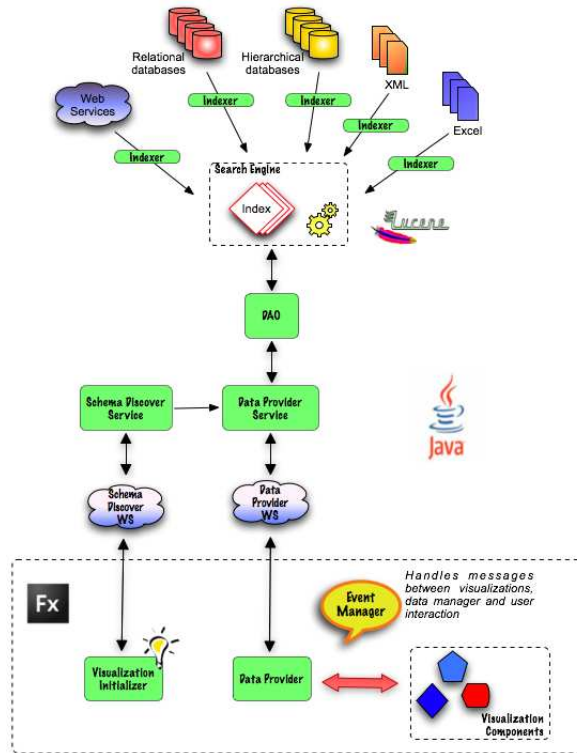 Relational
databases
Hierarchical
databases
XML
Excel
Web
Services
Indexer
Indexer
Indexer
Indexer
Indexer
Search Engine
Index
Lucene
DAO
Schema Discover
Service
Data Provider
Service
Java
Schema
Discover
WS
Data
Provider
WS
Fx
Event
Manager
Handles messages
between visualizations,
data manager and user
interaction
Visualization
Initializer
Data Provider
Visualization
Components